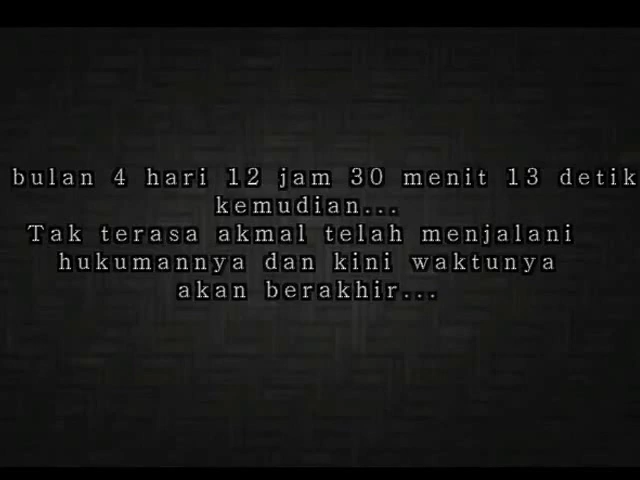 bulan 4 hari 12 jam 30 menit 13 detik
kemudian...
Tak terasa akmal telah menjalani
hukumannya dan kini waktunya
akan berakhir...